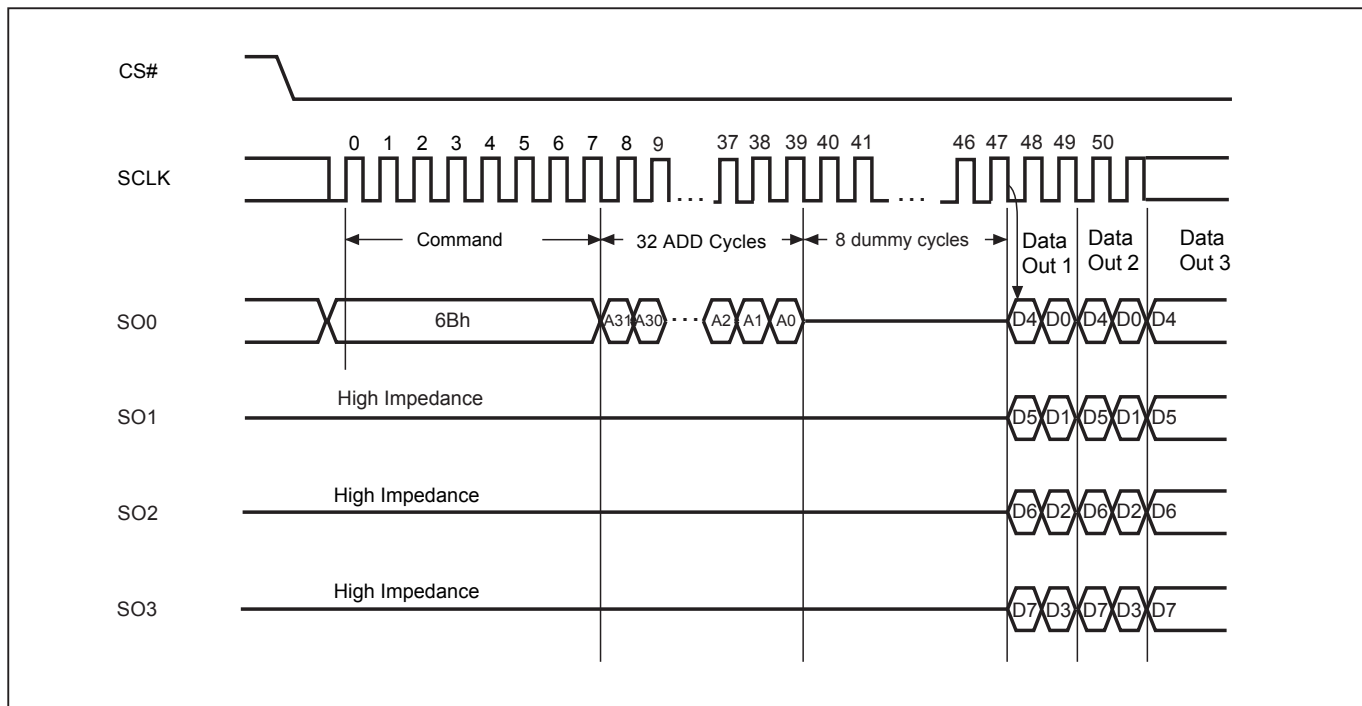 CS#
0 1 2 3 4 5 6 7 8 9 37 38 39 40 41 46 47 48 49 50
SCLK
Command 32 ADD Cycles 8 dummy cycles
Data Out 1
Data Out 2
Data Out 3
SO0 6Bh A31 A30 A2 A1 A0 D4 D0 D4 D0 D4
High Impedance
SO1 D5 D1 D5 D1 D5
High Impedance
SO2 D6 D2 D6 D2 D6
High Impedance
SO3 D7 D3 D7 D3 D7